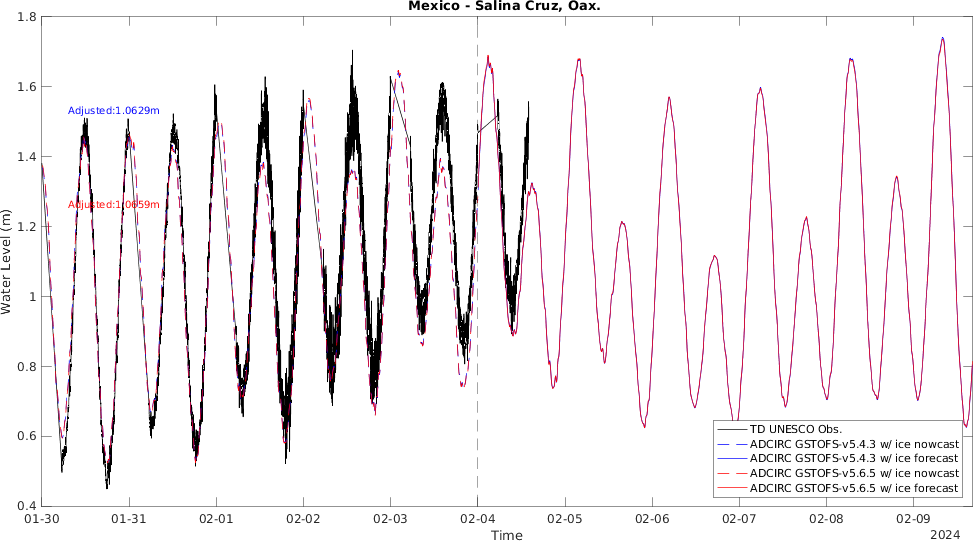 Mexico - Salina Cruz, Oax.
1.8
1.6
1.4
1.2
1
0.8
0.6
0.4
Water Level (m)
Adjusted:1.0629m
Adjusted:1.0659m
TD UNESCO Obs.
ADCIRC GSTOFS-v5.4.3 w/ ice nowcast
ADCIRC GSTOFS-v5.4.3 w/ ice forecast
ADCIRC GSTOFS-v5.6.5 w/ ice nowcast
ADCIRC GSTOFS-v5.6.5 w/ ice forecast
01-30 01-31 02-01 02-02 02-03 02-04 02-05 02-06 02-07 02-08 02-09
Time
2024